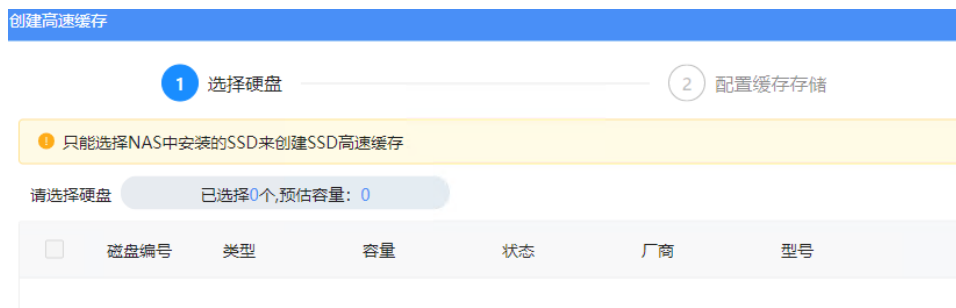 创建高速缓存
1 选择硬盘 2 配置缓存存储
只能选择NAS中安装的SSD来创建SSD高速缓存
请选择硬盘 已选择0个,预估容量：0
磁盘编号 类型 容量 状态 厂商 型号